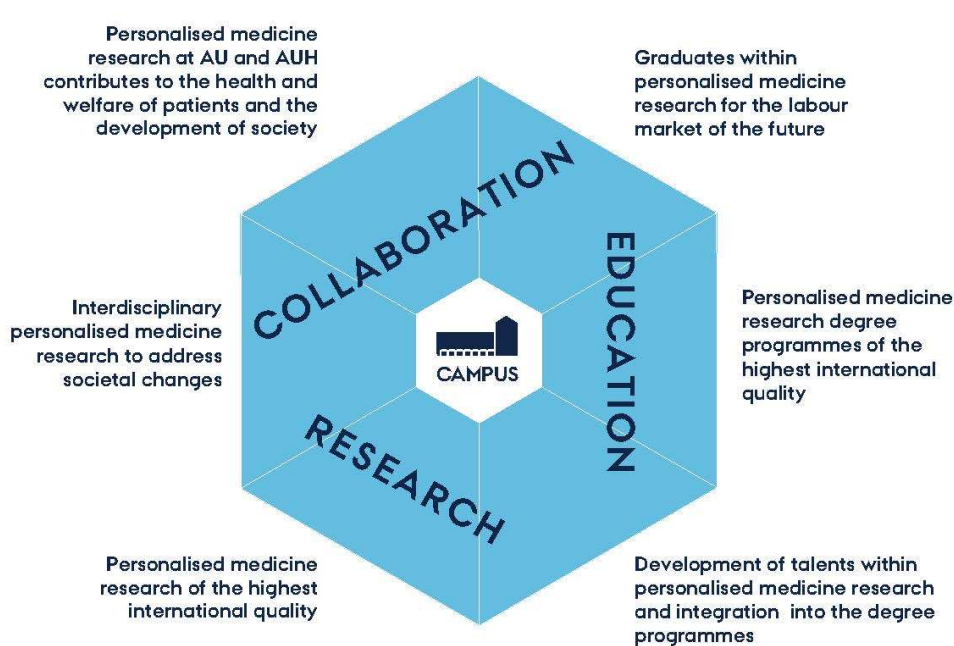 Personalised medicine
research at AU and AUH
contributes to the health and
welfare of patients and the
development of society
Graduates within
personalised medicine
research for the labour
market of the future
COLLABORATION
EDUCATION
Interdisciplinary
personalised medicine
research to address
societal changes
CAMPUS
Personalised medicine
research degree
programmes of the
highest international
quality
RESEARCH
Personalised medicine
research of the highest
international quality
Development of talents within
personalised medicine research
and integration into the degree
programmes